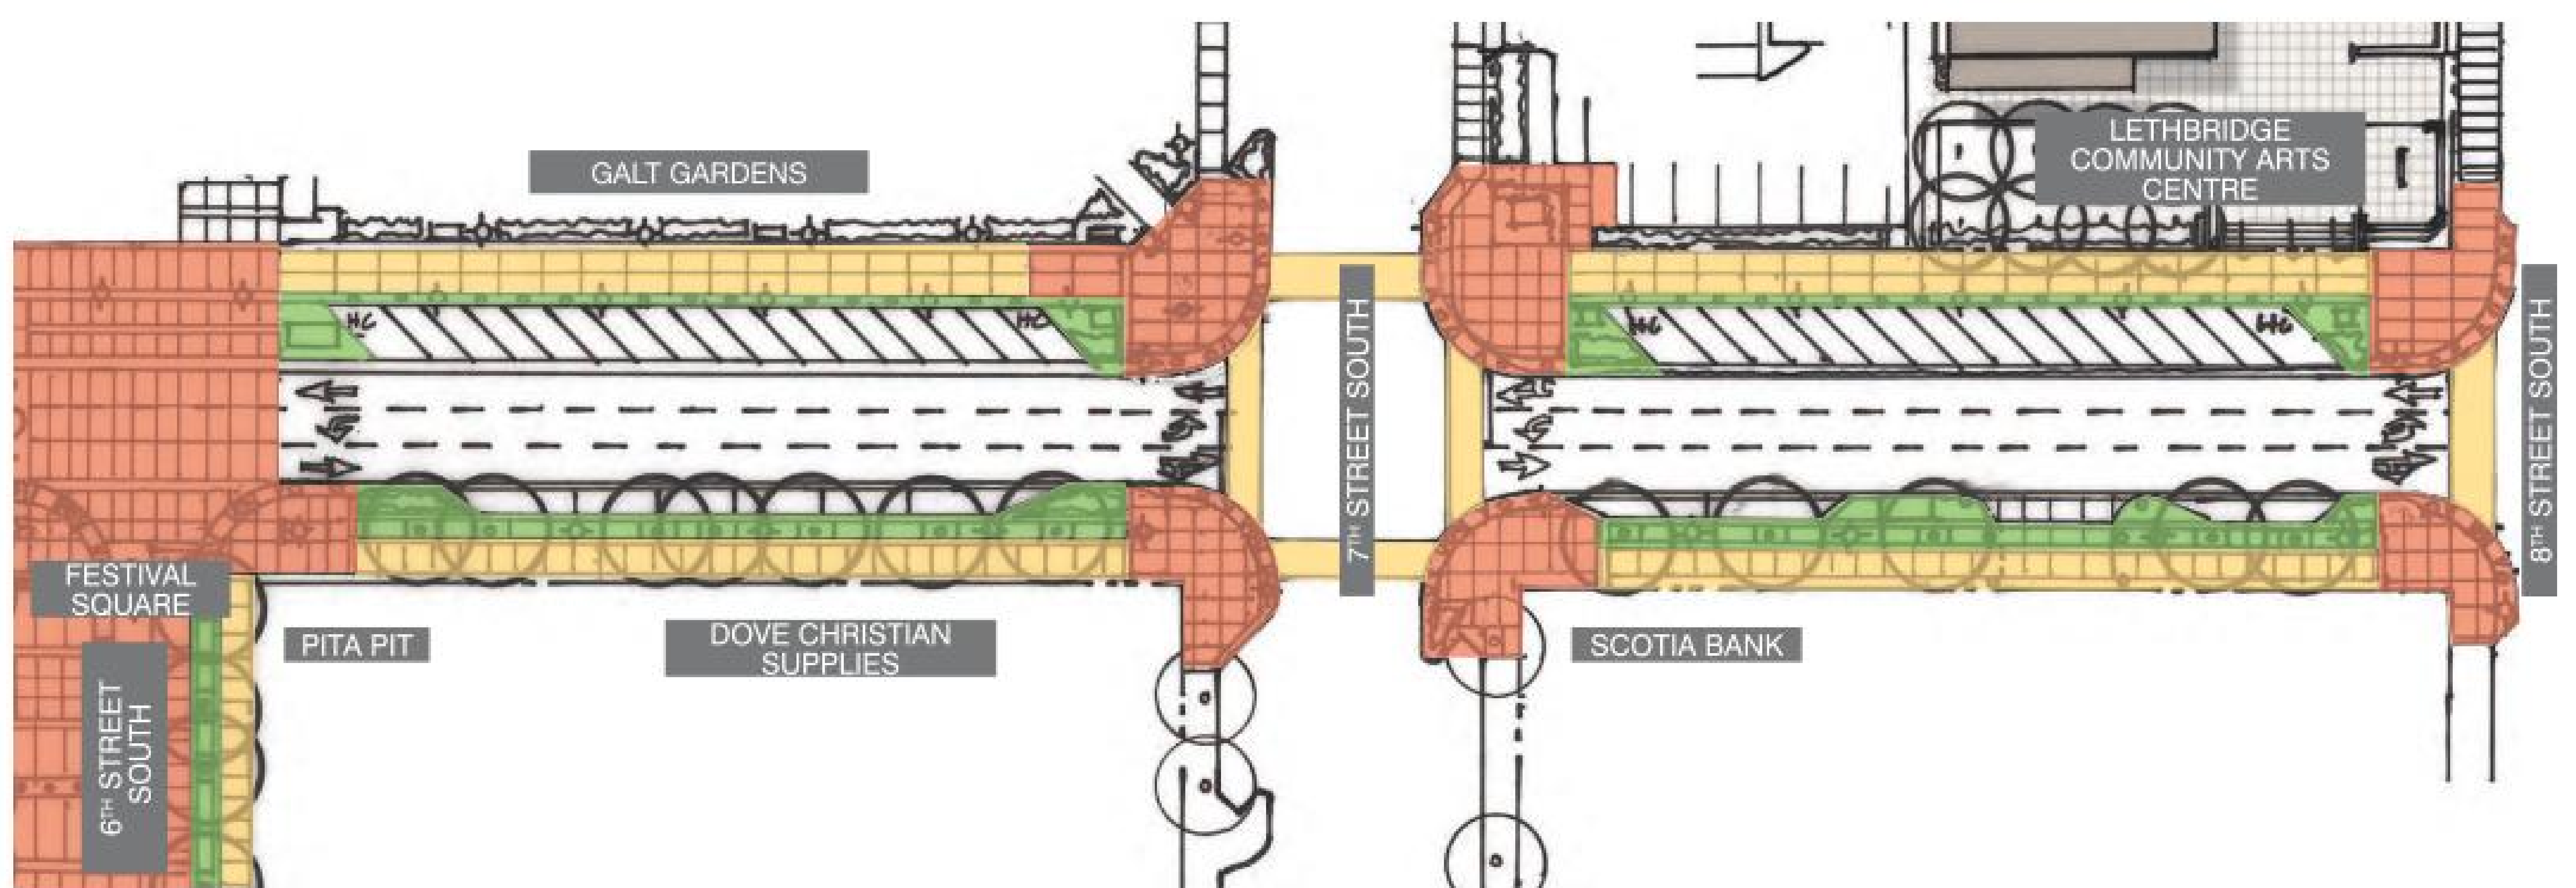 GALT GARDENS
LETHBRIDGE
COMMUNITY ARTS
CENTRE
HC
HC
HC
HC
7TH STREET SOUTH
8TH STREET SOUTH
FESTIVAL
SQUARE
PITA PIT
DOVE CHRISTIAN
SUPPLIES
SCOTIA BANK
6TH STREET
SOUTH